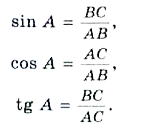 sin A = BC/AB,
cos A = AC/AB,
tg A = BC/AC.